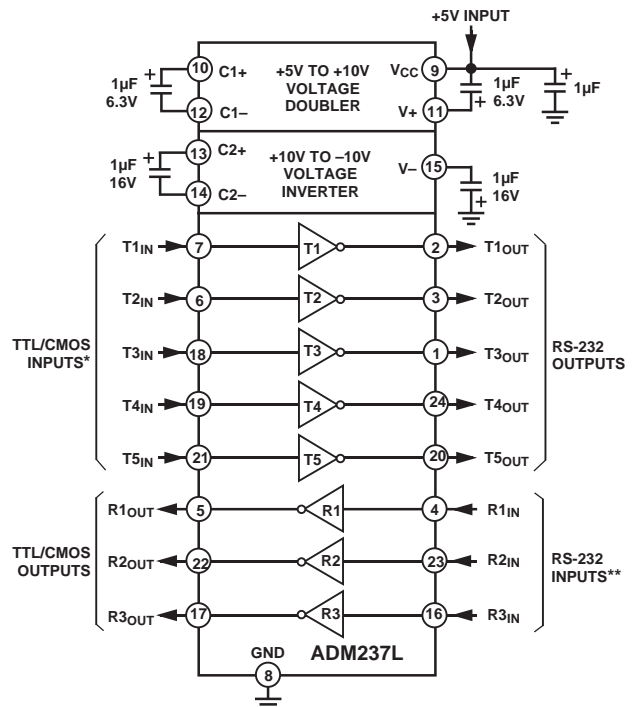 +5V INPUT
10 C1+
1µF
6.3V
+
12 C1–
+5V TO +10V
VOLTAGE
DOUBLER
VCC 9
V+ 11
+
1µF
6.3V
+
1µF
13 C2+
1µF
16V
+
14 C2–
+10V TO –10V
VOLTAGE
INVERTER
V– 15
+
1µF
16V
TTL/CMOS
INPUTS*
T1IN 7 T1 2 T1OUT
T2IN 6 T2 3 T2OUT
T3IN 18 T3 1 T3OUT
T4IN 19 T4 24 T4OUT
T5IN 21 T5 20 T5OUT
RS-232
OUTPUTS
TTL/CMOS
OUTPUTS
R1OUT 5 R1 4 R1IN
R2OUT 22 R2 23 R2IN
R3OUT 17 R3 16 R3IN
RS-232
INPUTS**
GND
8
ADM237L